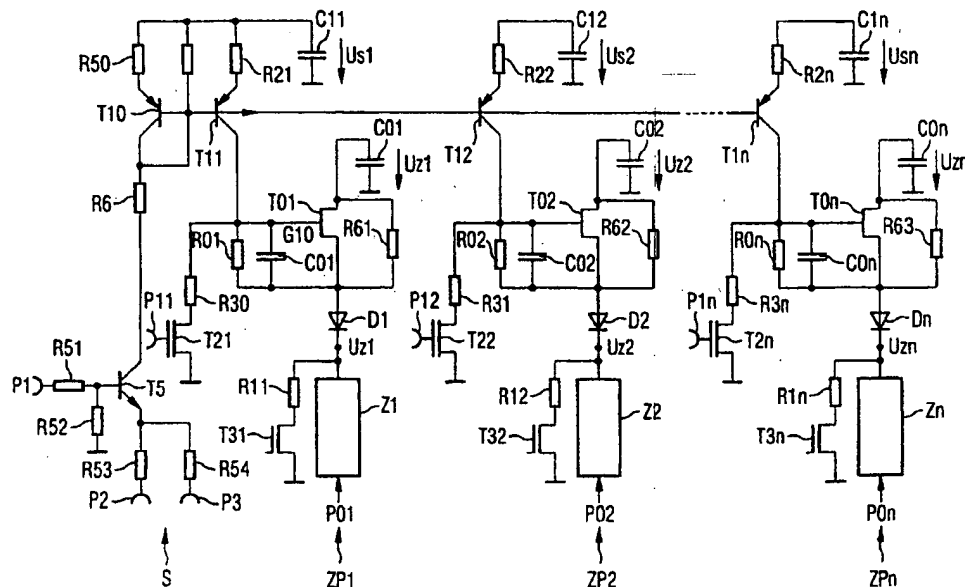 C11 C12 C1n
R50 R21 Us1 R22 Us2 R2n Usn
T10 T11 T12 T1n
C01 C02 C0n
Uz1 Uz2 Uzn
R6 T01 T02 T0n
R01 G10 R61 R02 R62 R0n R63
C01 C02 C0n
P11 R30 P12 R31 P1n R3n
T21 D1 T22 D2 T2n Dn
R51 Uz1 Uz2 Uzn
P1 T5 R11 Z1 R12 Z2 R1n Zn
R52 T31 T32 T3n
R53 R54
P2 P3 P01 P02 P0n
S ZP1 ZP2 ZPn